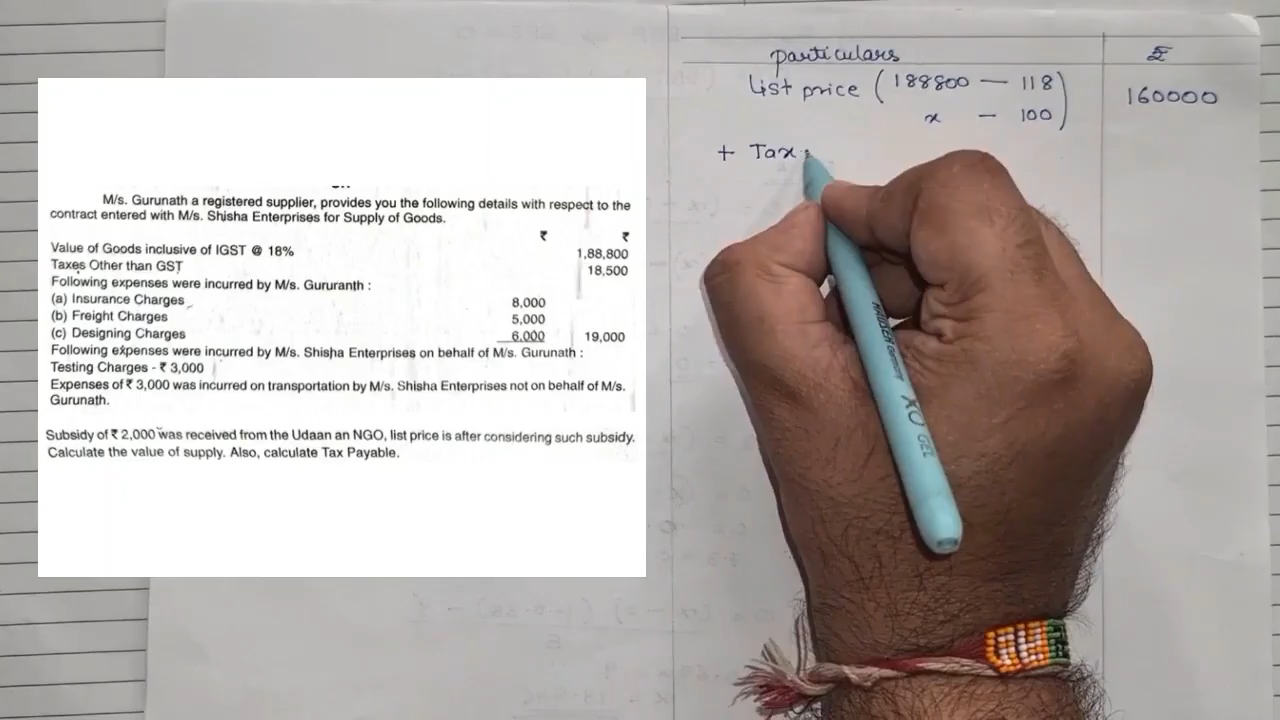 M/s. Gurunath a registered supplier, provides you the following details with respect to the
contract entered with M/s. Shisha Enterprises for Supply of Goods.
₹ ₹
Value of Goods inclusive of IGST @ 18% 1,88,800
Taxes Other than GST 18,500
Following expenses were incurred by M/s. Gururanth :
(a) Insurance Charges 8,000
(b) Freight Charges 5,000
(c) Designing Charges 6,000 19,000
Following expenses were incurred by M/s. Shisha Enterprises on behalf of M/s. Gurunath :
Testing Charges - ₹ 3,000
Expenses of ₹ 3,000 was incurred on transportation by M/s. Shisha Enterprises not on behalf of M/s.
Gurunath.
Subsidy of ₹ 2,000 was received from the Udaan an NGO, list price is after considering such subsidy.
Calculate the value of supply. Also, calculate Tax Payable.
particulars ₹
List price (188800 — 118 160000
x — 100)
+ Tax
HAUSER Germany XO GEL